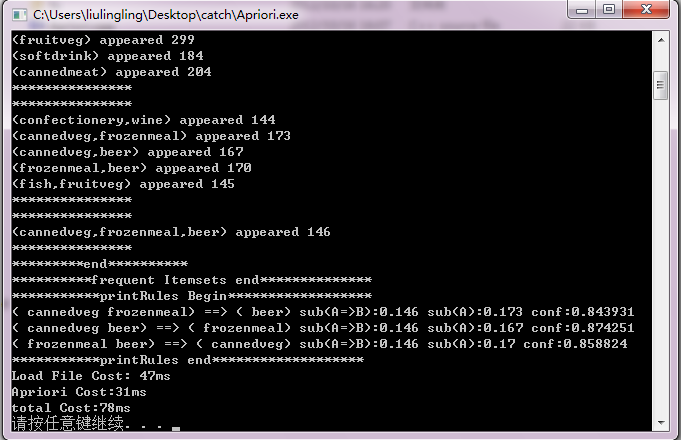 C:\Users\liulingling\Desktop\catch\Apriori.exe
(fruitveg) appeared 299
(softdrink) appeared 184
(cannedmeat) appeared 204
***************
***************
(confectionery,wine) appeared 144
(cannedveg,frozenmeal) appeared 173
(cannedveg,beer) appeared 167
(frozenmeal,beer) appeared 170
(fish,fruitveg) appeared 145
***************
***************
(cannedveg,frozenmeal,beer) appeared 146
***************
*********end**********
**********frequent Itemsets end**************
***********printRules Begin******************
( cannedveg frozenmeal) ==> ( beer) sub(A=>B):0.146 sub(A):0.173 conf:0.843931
( cannedveg beer) ==> ( frozenmeal) sub(A=>B):0.146 sub(A):0.167 conf:0.874251
( frozenmeal beer) ==> ( cannedveg) sub(A=>B):0.146 sub(A):0.17 conf:0.858824
***********printRules end*******************
Load File Cost: 47ms
Apriori Cost:31ms
total Cost:78ms
请按任意键继续. . .